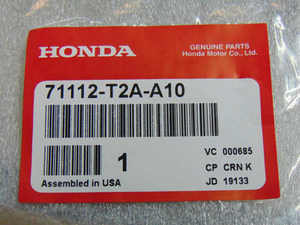 HONDA
GENUINE PARTS
Honda Motor Co., Ltd.
71112-T2A-A10
1
VC 000685
CP CRN K
JD 19133
Assembled in USA